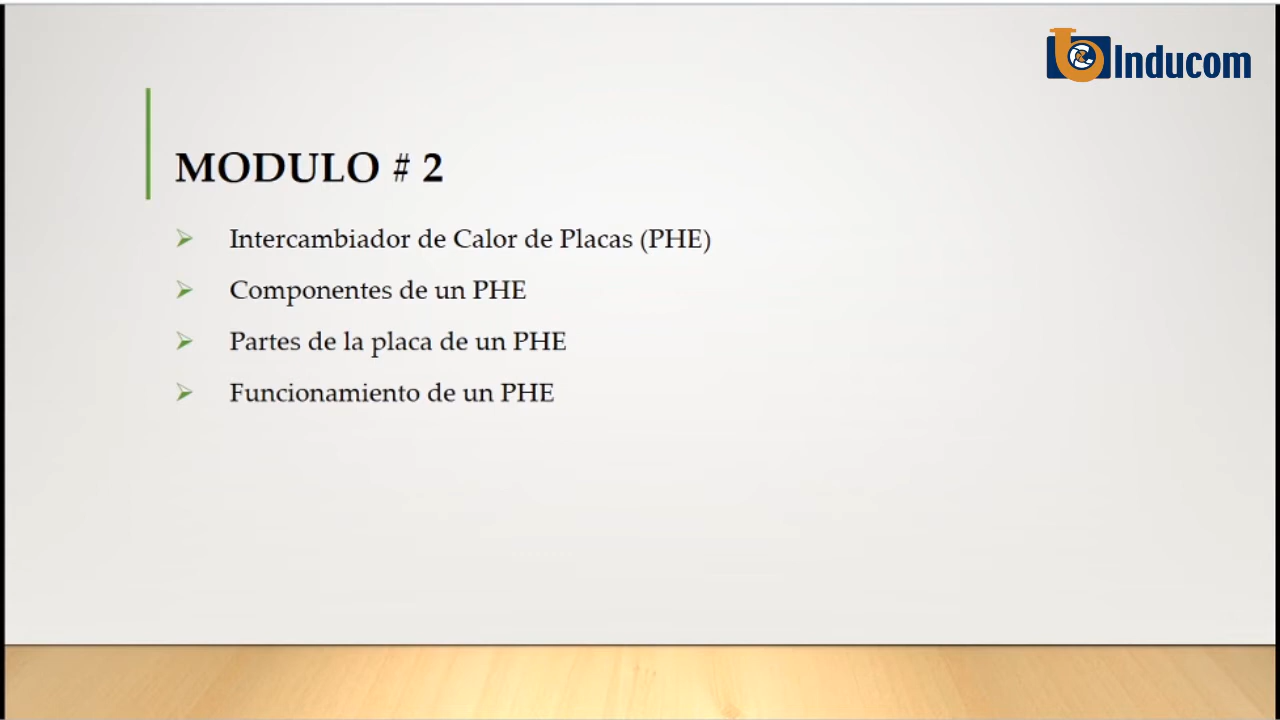 Inducom
MODULO # 2
Intercambiador de Calor de Placas (PHE)
Componentes de un PHE
Partes de la placa de un PHE
Funcionamiento de un PHE